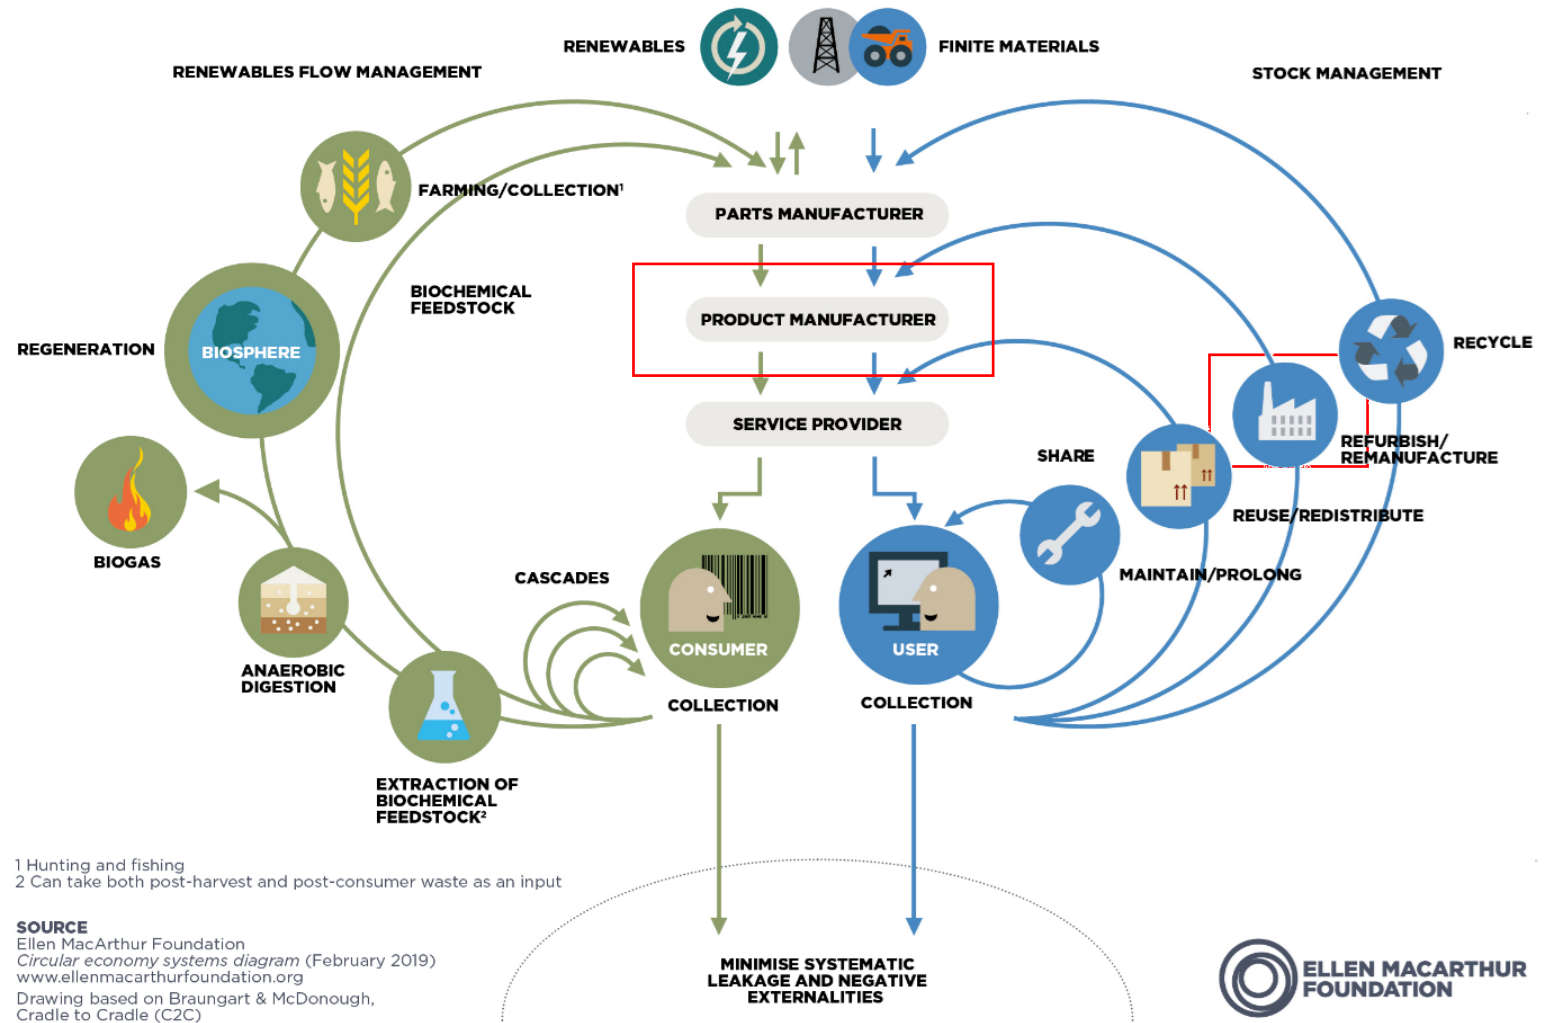 RENEWABLES
FINITE MATERIALS
RENEWABLES FLOW MANAGEMENT
STOCK MANAGEMENT
FARMING/COLLECTION¹
PARTS MANUFACTURER
BIOCHEMICAL
FEEDSTOCK
PRODUCT MANUFACTURER
REGENERATION
BIOSPHERE
RECYCLE
SERVICE PROVIDER
REFURBISH/
REMANUFACTURE
SHARE
REUSE/REDISTRIBUTE
BIOGAS
CASCADES
MAINTAIN/PROLONG
ANAEROBIC
DIGESTION
CONSUMER
USER
COLLECTION
COLLECTION
EXTRACTION OF
BIOCHEMICAL
FEEDSTOCK²
1 Hunting and fishing
2 Can take both post-harvest and post-consumer waste as an input
SOURCE
Ellen MacArthur Foundation
Circular economy systems diagram (February 2019)
www.ellenmacarthurfoundation.org
Drawing based on Braungart & McDonough,
Cradle to Cradle (C2C)
MINIMISE SYSTEMATIC
LEAKAGE AND NEGATIVE
EXTERNALITIES
ELLEN MACARTHUR
FOUNDATION